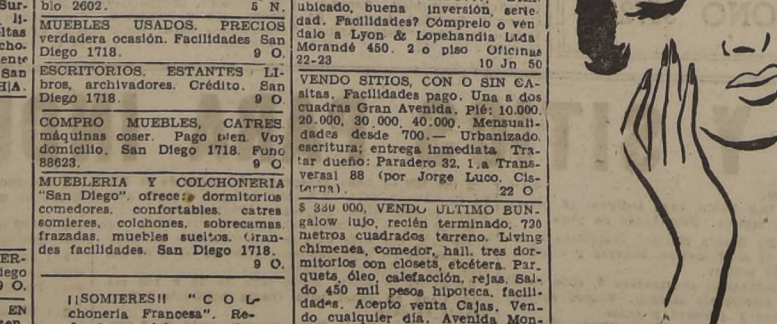 blo 2602. 5 N.
MUEBLES USADOS. PRECIOS
verdadera ocasión. Facilidades San
Diego 1718. 9 O.
ESCRITORIOS. ESTANTES LI-
bros, archivadores. Crédito. San
Diego 1718. 9 O.
COMPRO MUEBLES, CATRES
máquinas coser. Pago bien Voy
domicilio. San Diego 1718. Fono
88623. 9 O
MUEBLERIA Y COLCHONERIA
"San Diego". ofrece: dormitorios
comedores, confortables. catres
somieres, colchones, sobrecamas
frazadas, muebles sueltos. Gran-
des facilidades. San Diego 1718.
9 O.
¡¡SOMIERES!! "COL-
choneria Francesa". Re-
ubicado, buena inversión serie-
dad. Facilidades? Cómprelo o ven
dalo a Lyon & Lopehandia Ltda
Morandé 450. 2 o piso Oficinas
22-23 10 Jn 50
VENDO SITIOS, CON O SIN CA-
sitas. Facilidades pago. Una a dos
cuadras Gran Avenida. Pié: 10.000.
20.000, 30.000, 40.000. Mensuali-
dades desde 700.— Urbanizado,
escritura; entrega inmediata Tra-
tar dueño: Paradero 32, 1.a Trans-
versal 88 (por Jorge Luco. Cis-
terna). 22 O
$ 380 000, VENDO ULTIMO BUN-
galow lujo, recién terminado, 730
metros cuadrados terreno. Living
chimenea, comedor, hall. tres dor-
mitorios con closets, etcétera. Par.
quets, óleo, calefacción, rejas. Sal-
do 450 mil pesos hipoteca, facili-
dades. Acepto venta Cajas. Ven-
do cualquier día. Avenida Mon-